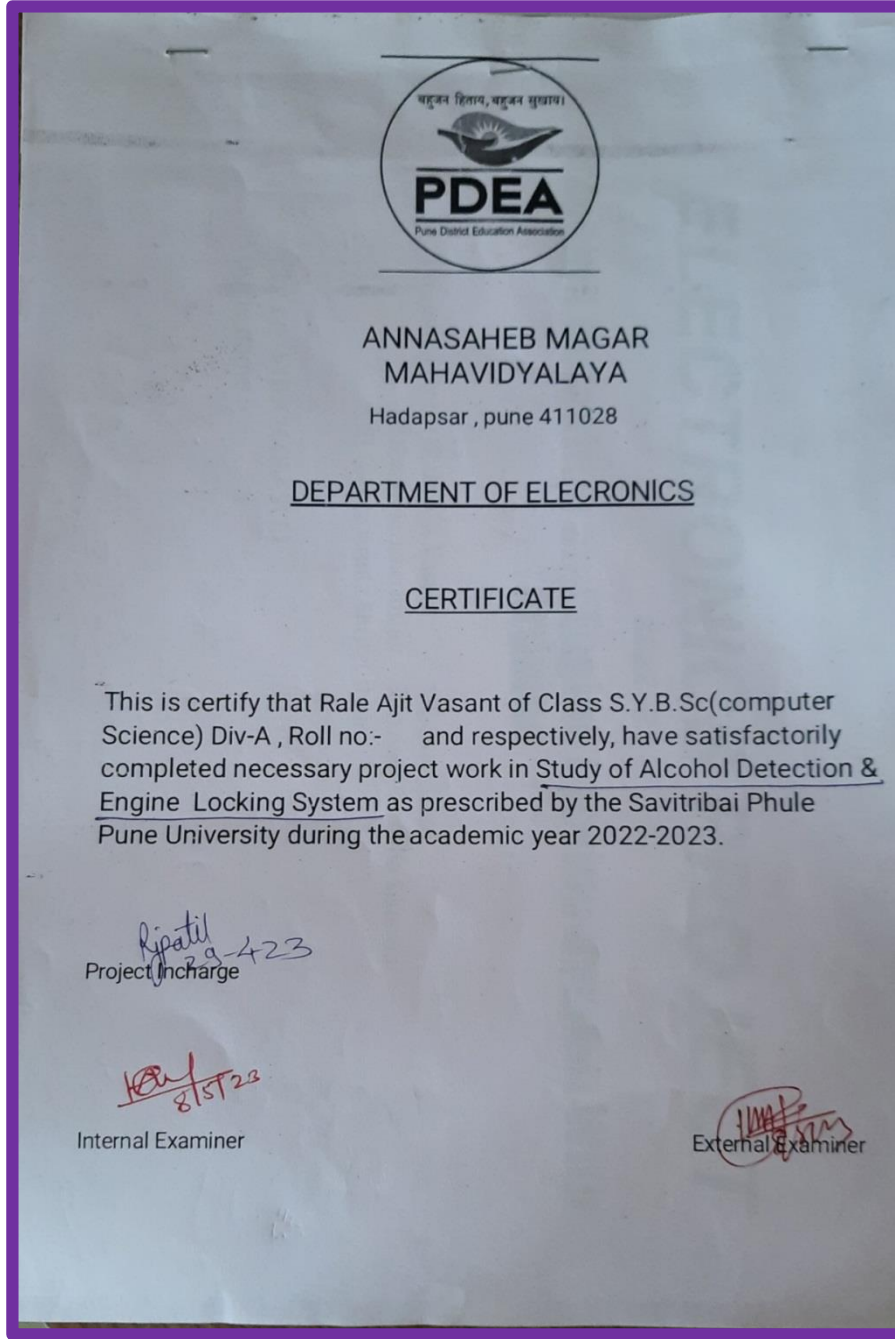 बहुजन हिताय, बहुजन सुखाय।
PDEA
Pune District Education Association
ANNASAHEB MAGAR
MAHAVIDYALAYA
Hadapsar , pune 411028
DEPARTMENT OF ELECRONICS
CERTIFICATE
This is certify that Rale Ajit Vasant of Class S.Y.B.Sc(computer
Science) Div-A , Roll no:- and respectively, have satisfactorily
completed necessary project work in Study of Alcohol Detection &
Engine Locking System as prescribed by the Savitribai Phule
Pune University during the academic year 2022-2023.
Rjpatil
29-423
Project Incharge
8/5/23
Internal Examiner
External Examiner